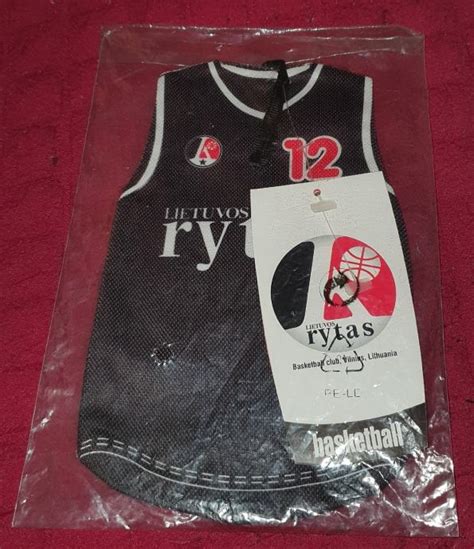 12
LIETUVOS
ryt s
LIETUVOS
rytas
Basketball club, Vilnius, Lithuania
basketball